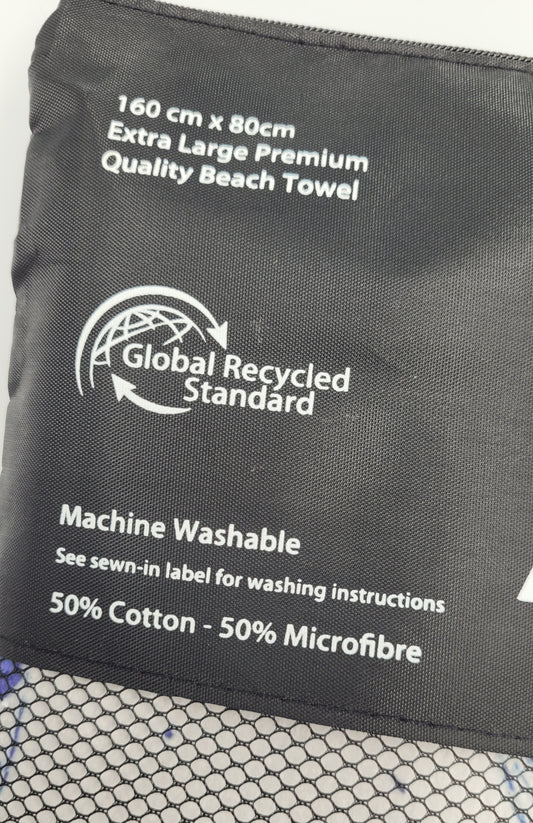 160 cm x 80cm
Extra Large Premium
Quality Beach Towel
Global Recycled
Standard
Machine Washable
See sewn-in label for washing instructions
50% Cotton - 50% Microfibre